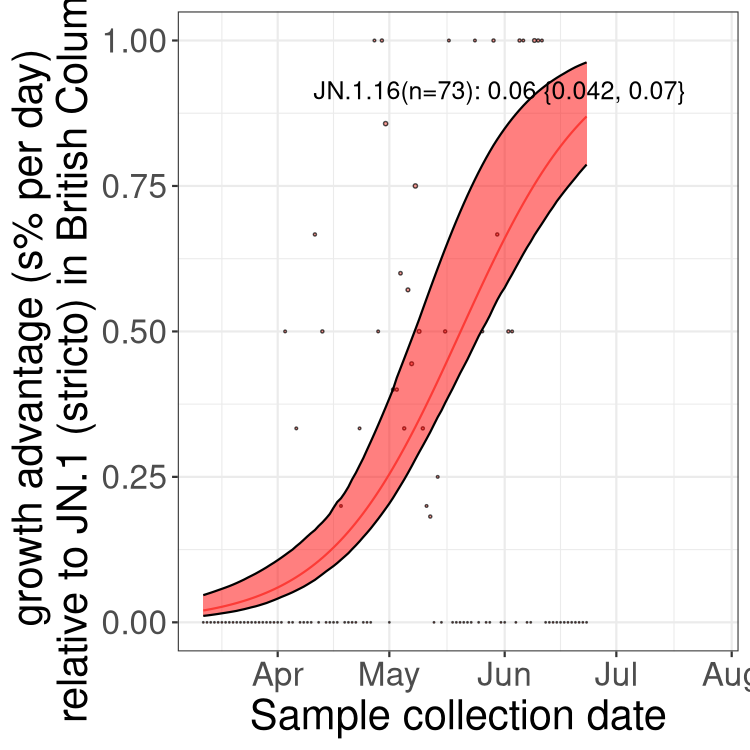 growth advantage (s% per day)
relative to JN.1 (stricto) in British Colum
1.00
0.75
0.50
0.25
0.00
JN.1.16(n=73): 0.06 {0.042, 0.07}
Apr May Jun Jul Aug
Sample collection date